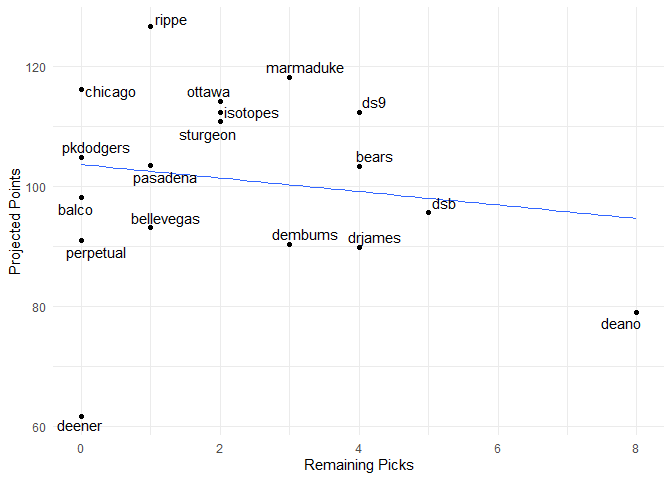 rippe
120
marmaduke
chicago
ottawa
ds9
isotopes
sturgeon
pkdodgers
bears
pasadena
100
balco
dsb
bellevegas
dembums
drjames
perpetual
80
deano
deener
60
0
2
4
6
8
Remaining Picks
Projected Points